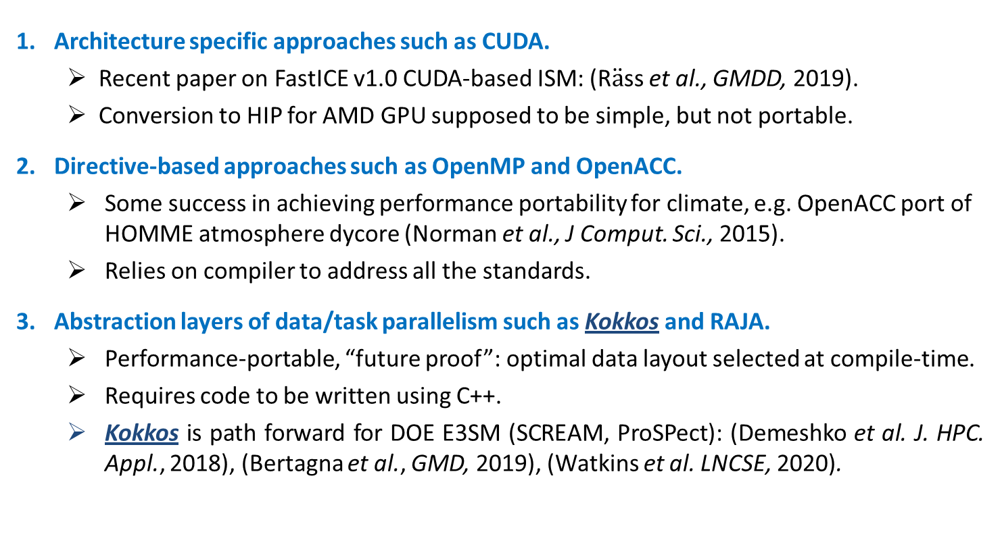 1. Architecture specific approaches such as CUDA.
➢ Recent paper on FastICE v1.0 CUDA-based ISM: (Räss et al., GMDD, 2019).
➢ Conversion to HIP for AMD GPU supposed to be simple, but not portable.
2. Directive-based approaches such as OpenMP and OpenACC.
➢ Some success in achieving performance portability for climate, e.g. OpenACC port of
HOMME atmosphere dycore (Norman et al., J Comput. Sci., 2015).
➢ Relies on compiler to address all the standards.
3. Abstraction layers of data/task parallelism such as Kokkos and RAJA.
➢ Performance-portable, “future proof”: optimal data layout selected at compile-time.
➢ Requires code to be written using C++.
➢ Kokkos is path forward for DOE E3SM (SCREAM, ProSPect): (Demeshko et al. J. HPC.
Appl., 2018), (Bertagna et al., GMD, 2019), (Watkins et al. LNCSE, 2020).